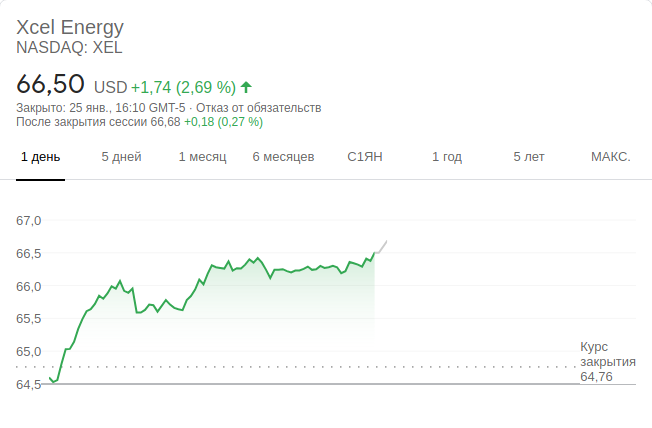 Xcel Energy
NASDAQ: XEL
66,50 USD +1,74 (2,69 %)
Закрыто: 25 янв., 16:10 GMT-5 · Отказ от обязательств
После закрытия сессии 66,68 +0,18 (0,27 %)
1 день 5 дней 1 месяц 6 месяцев С1ЯН 1 год 5 лет МАКС.
67,0
66,5
66,0
65,5
65,0
64,5
Курс
закрытия
64,76